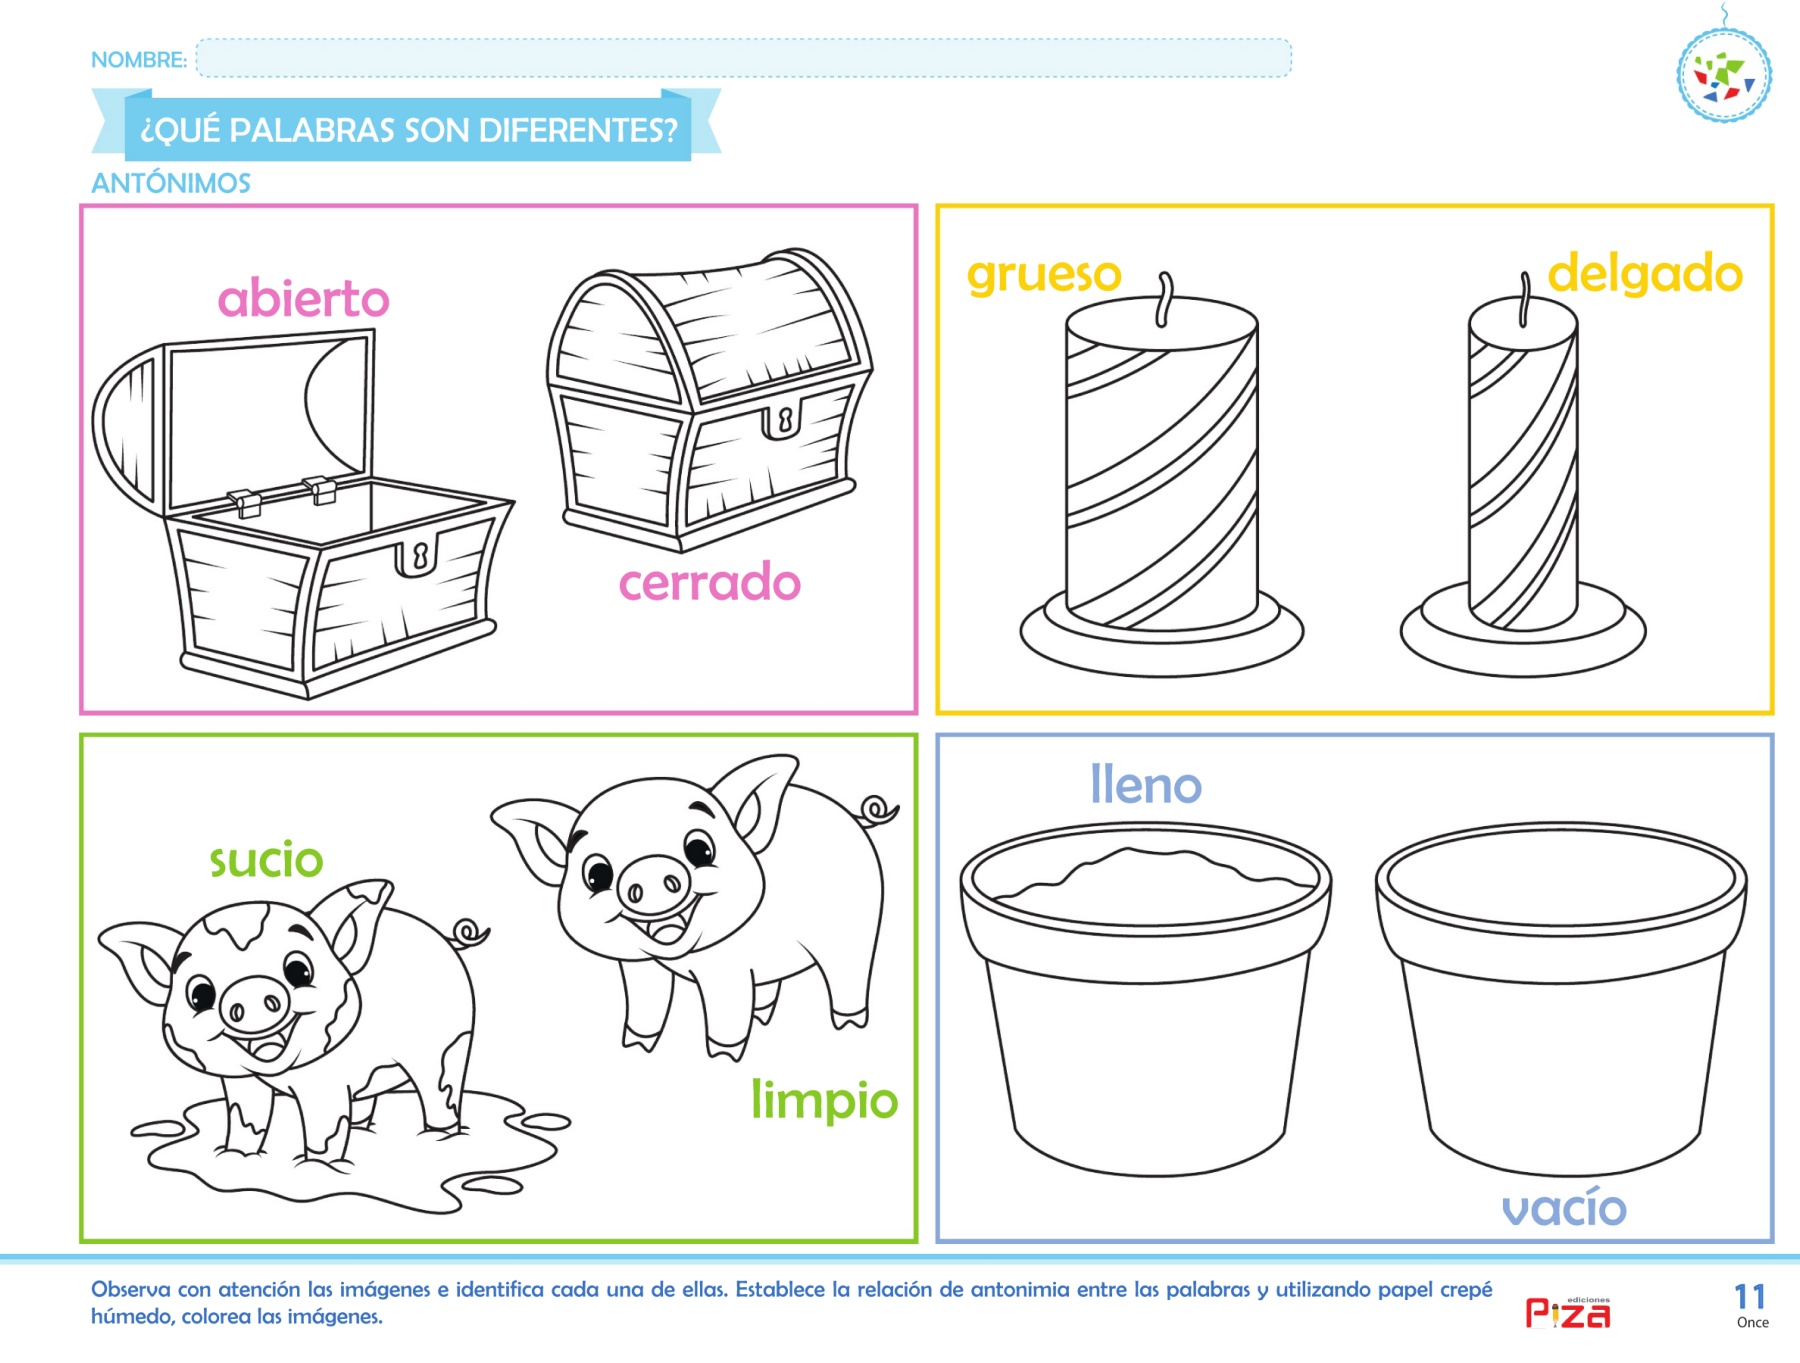 NOMBRE:
¿QUÉ PALABRAS SON DIFERENTES?
ANTÓNIMOS
abierto
cerrado
grueso
delgado
sucio
limpio
lleno
vacío
Observa con atención las imágenes e identifica cada una de ellas. Establece la relación de antonimia entre las palabras y utilizando papel crepé
húmedo, colorea las imágenes.
ediciones
Piza
11
Once